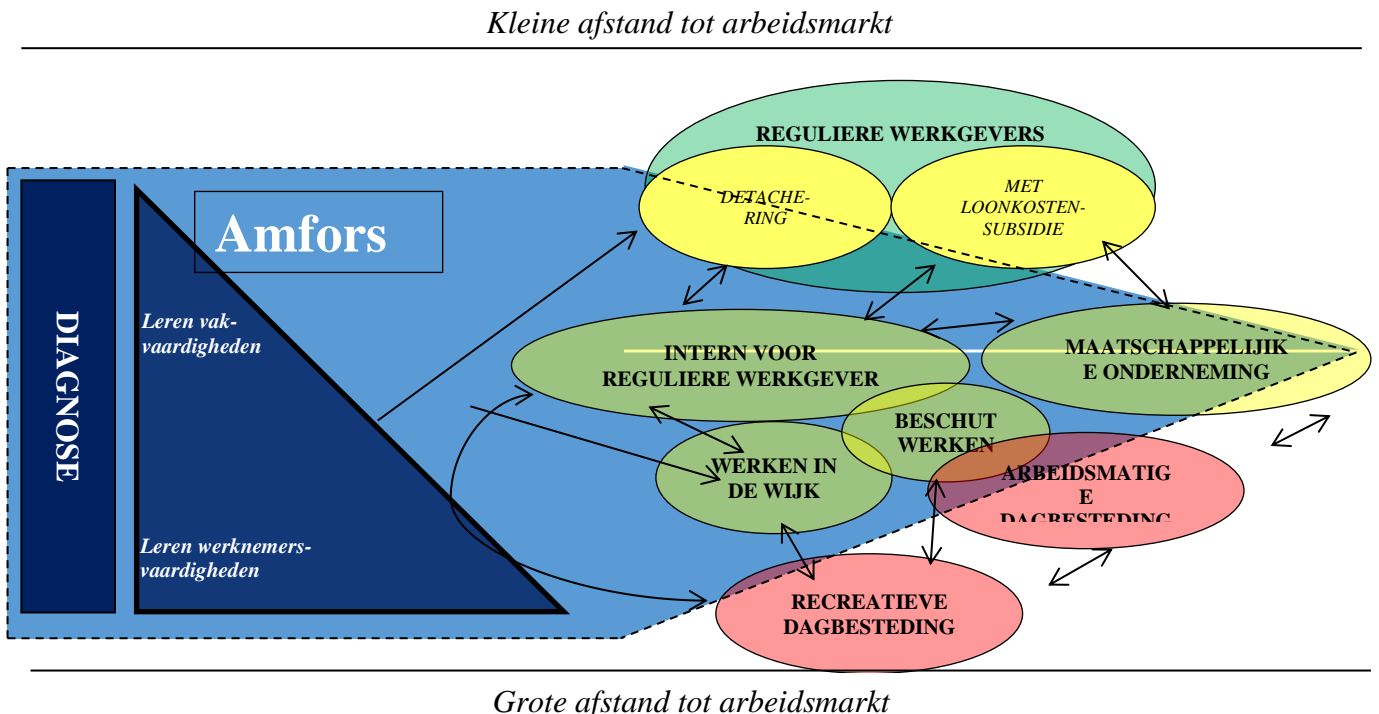 Kleine afstand tot arbeidsmarkt
REGULIERE WERKGEVERS
DETACHE-
RING
MET
LOONKOSTEN-
SUBSIDIE
Amfors
DIAGNOSE
Leren vak-
vaardigheden
INTERN VOOR
REGULIERE WERKGEVER
MAATSCHAPPELIJK
E ONDERNEMING
BESCHUT
WERKEN
WERKEN IN
DE WIJK
ARBEIDSMATIG
E
DAGBESTEDING
Leren werknemers-
vaardigheden
RECREATIEVE
DAGBESTEDING
Grote afstand tot arbeidsmarkt